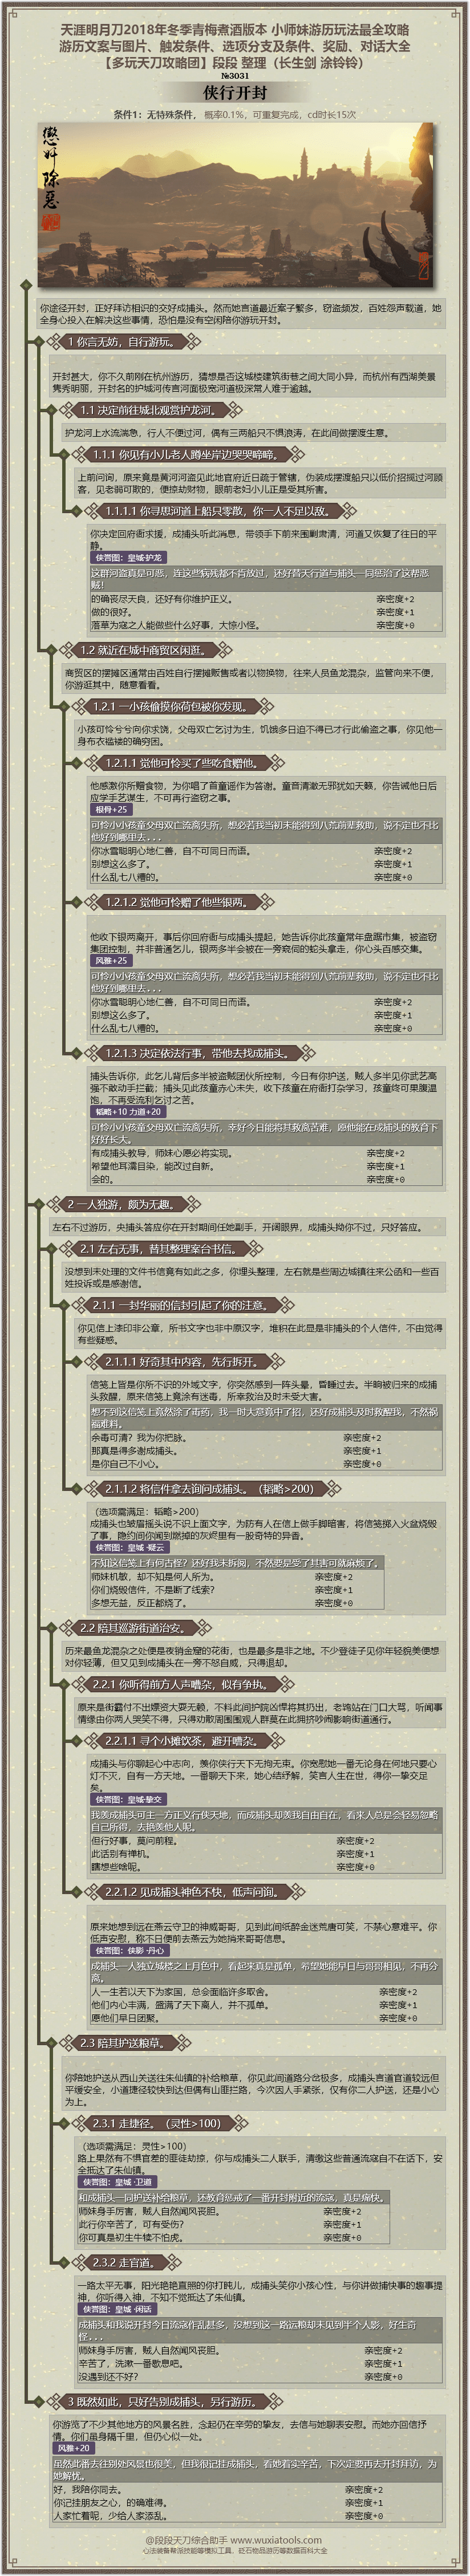 天涯明月刀2018年冬季青梅煮酒版本 小师妹游历玩法最全攻略
游历文案与图片、触发条件、选项分支及条件、奖励、对话大全
【多玩天刀攻略团】段段 整理（长生剑 涂铃铃）
№3031
侠行开封
条件1：无特殊条件， 概率0.1%，可重复完成，cd时长15次
惩奸除恶
你途径开封，正好拜访相识的交好成捕头。然而她言道最近案子繁多，窃盗频发，百姓怨声载道，她
全身心投入在解决这些事情，恐怕是没有空闲陪你游玩开封。
1 你言无妨，自行游玩。
开封甚大，你不久前刚在杭州游历，猜想是否这城楼建筑街巷之间大同小异，而杭州有西湖美景
隽秀明丽，开封名的护城河传言河面极宽河道极深常人难于逾越。
1.1 决定前往城北观赏护龙河。
护龙河上水流湍急，行人不便过河，偶有三两船只不惧浪涛，在此间做摆渡生意。
1.1.1 你见有小儿老人蹲坐岸边哭哭啼啼。
上前问询，原来竟是黄河河盗见此地官府近日疏于管辖，伪装成摆渡船只以低价招揽过河顾
客，见老弱可欺的，便掠劫财物，眼前老妇小儿正是受其所害。
1.1.1.1 你寻思河道上船只零散，你一人不足以敌。
你决定回府衙求援，成捕头听此消息，带领手下前来围剿肃清，河道又恢复了往日的平
静。
侠普图：皇城·护龙
这群河盗真是可恶，连这些病残都不肯放过，还好替天行道与捕头一同惩治了这帮恶
贼！
的确丧尽天良，还好有你维护正义。 亲密度+2
做的很好。 亲密度+1
落草为寇之人能做些什么好事，大惊小怪。 亲密度+0
1.2 就近在城中商贸区闲逛。
商贸区的摆摊区通常由百姓自行摆摊贩售或者以物换物，往来人员鱼龙混杂，监管向来不便，
你游逛其中，随意看看。
1.2.1 一小孩偷摸你荷包被你发现。
小孩可怜兮兮向你求饶，父母双亡乞讨为生，饥饿多日迫不得已才行此偷盗之事，你见他一
身布衣褴褛的确穷困。
1.2.1.1 觉他可怜买了些吃食赠他。
他感激你所赠食物，为你唱了首童谣作为答谢。童音清澈无邪犹如天籁，你告诫他日后
应学手艺谋生，不可再行盗窃之事。
根骨+25
可怜小小孩童父母双亡流离失所，想必若我当初未能得到八荒前辈救助，说不定也不比
他好到哪里去...
你冰雪聪明心地仁善，自不可同日而语。 亲密度+2
别想这么多了。 亲密度+1
什么乱七八糟的。 亲密度+0
1.2.1.2 觉他可怜赠了他些银两。
他收下银两离开，事后你回府衙与成捕头提起，她告诉你此孩童常年盘踞市集，被盗窃
集团控制，并非普通乞儿，银两多半会被在一旁窥伺的蛇头拿走，你心头百感交集。
风雅+25
可怜小小孩童父母双亡流离失所，想必若我当初未能得到八荒前辈救助，说不定也不比
他好到哪里去...
你冰雪聪明心地仁善，自不可同日而语。 亲密度+2
别想这么多了。 亲密度+1
什么乱七八糟的。 亲密度+0
1.2.1.3 决定依法行事，带他去找成捕头。
捕头告诉你，此乞儿背后多半被盗贼团伙所控制，今日有你护送，贼人多半见你武艺高
强不敢动手拦截；捕头见此孩童赤心未失，收下孩童在府衙打杂学习，孩童终可果腹温
饱，不再受流利乞讨之苦。
韬略+10 力道+20
可怜小小孩童父母双亡流离失所，幸好今日能将其救离苦难，愿他能在成捕头的教育下
好好长大。
有成捕头教导，师妹心愿必将实现。 亲密度+2
希望他耳濡目染，能改过自新。 亲密度+1
会的。 亲密度+0
2 一人独游，颇为无趣。
左右不过游历，央捕头答应你在开封期间任她副手，开阔眼界，成捕头拗你不过，只好答应。
2.1 左右无事，替其整理案台书信。
没想到未处理的文件书信竟有如此之多，你埋头整理，左右就是些周边城镇往来公函和一些百
姓投诉或是感谢信。
2.1.1 一封华丽的信封引起了你的注意。
你见信上漆印非公章，所书文字也非中原汉字，堆积在此显是非捕头的个人信件，不由觉得
有些疑惑。
2.1.1.1 好奇其中内容，先行拆开。
信笺上皆是你所不识的外域文字，你突然感到一阵头晕，昏睡过去。半晌被归来的成捕
头救醒，原来信笺上竟涂有迷毒，所幸救治及时未受大害。
想不到这信笺上竟然涂了毒药，我一时大意竟中了招，还好成捕头及时救醒我，不然祸
福难料。
余毒可清？我为你把脉。 亲密度+2
那真是得多谢成捕头。 亲密度+1
是你自己不小心。 亲密度+0
2.1.1.2 将信件拿去询问成捕头。（韬略>200）
（选项需满足：韬略>200）
成捕头也皱眉摇头说不识上面文字，为防有人在信上做手脚暗害，将信笺掷入火盆烧毁
了事，隐约间你闻到燃掉的灰烬里有一股奇特的异香。
侠普图：皇城·疑云
不知这信笺上有何古怪？还好我未拆阅，不然要是受了其害可就麻烦了。
师妹机敏，却不知是何人所为。 亲密度+2
你们烧毁信件，不是断了线索？ 亲密度+1
多想无益，反正都烧了。 亲密度+0
2.2 陪其巡游街道治安。
历来最鱼龙混杂之处便是夜销金窟的花街，也是最多是非之地。不少登徒子见你年轻貌美便想
对你轻薄，但又见到成捕头在一旁不怒自威，只得退却。
2.2.1 你听得前方人声嘈杂，似有争执。
原来是街霸付不出嫖资大耍无赖，不料此间护院凶悍将其扔出，老鸨站在门口大骂，听闻事
情缘由你两人哭笑不得，只得劝散周围围观人群莫在此拥挤吵闹影响街道通行。
2.2.1.1 寻个小摊饮茶，避开嘈杂。
成捕头与你聊起心中志向，羡你侠行天下无拘无束。你宽慰她一番无论身在何地只要心
灯不灭，自有一方天地。一番聊天下来，她心结纾解，笑言人生在世，得你一挚交足
矣。
侠普图：皇城·挚交
我羡成捕头可主一方正义行侠天地，而成捕头却羡我自由自在，看来人总是会轻易忽略
自己所得，去艳羡他人呢。
但行好事，莫问前程。 亲密度+2
此话别有禅机。 亲密度+1
瞎想些啥呢。 亲密度+0
2.2.1.2 见成捕头神色不快，低声问询。
原来她想到远在燕云守卫的神威哥哥，见到此间纸醉金迷荒唐可笑，不禁心意难平。你
低声安慰，称不日便前去燕云为她捎来哥哥信息。
侠普图：侠影·丹心
成捕头一人独立城楼之上月色中，看起来真是孤单，希望她能早日与哥哥相见，不再分
离。
人一生若以天下为家国，总会面临许多取舍。 亲密度+2
他们内心丰满，盛满了天下离人，并不孤单。 亲密度+1
愿他们早日团聚。 亲密度+0
2.3 陪其护送粮草。
你陪她护送从西山关送往朱仙镇的补给粮草，你见此间道路分岔极多，成捕头言道官道较远但
平缓安全，小道捷径较快到达但偶有山匪拦路，今次因人手紧张，仅有你二人护送，还是小心
为上。
2.3.1 走捷径。（灵性>100）
（选项需满足：灵性>100）
路上果然有不惧官差的匪徒劫掠，你与成捕头二人联手，清缴这些普通流寇自不在话下，安
全抵达了朱仙镇。
侠普图：皇城·卫道
和成捕头一同护送补给粮草，还教育惩戒了一番开封附近的流寇，真是痛快。
师妹身手厉害，贼人自然闻风丧胆。 亲密度+2
此行你辛苦了，可有受伤？ 亲密度+1
你可真是初生牛犊不怕虎。 亲密度+0
2.3.2 走官道。
一路太平无事，阳光艳艳直照的你打盹儿，成捕头笑你小孩心性，与你讲做捕快事的趣事提
神，你听得入神，不知不觉抵达了朱仙镇。
侠普图：皇城·闲话
成捕头和我说开封今日流寇作乱甚多，没想到这一路运粮却未见到半个人影，好生奇
怪...
师妹身手厉害，贼人自然闻风丧胆。 亲密度+2
辛苦了，洗漱一番歇息吧。 亲密度+1
没遇到还不好？ 亲密度+0
3 既然如此，只好告别成捕头，另行游历。
你游览了不少其他地方的风景名胜，念起仍在辛劳的挚友，去信与她聊表安慰。而她亦回信抒
情。你们虽身隔千里，但仍心似一处。
风雅+20
虽然此番去往别处风景也很美，但我很记挂成捕头，看她着实辛苦，下次定要再去开封拜访，为
她解忧。
好，我陪你同去。 亲密度+2
你记挂朋友之心，的确难得。 亲密度+1
人家忙着呢，少给人家添乱。 亲密度+0
@段段天刀综合助手 www.wuxiatools.com
心法装备帮派技能等模拟工具、砭石物品游历等数据百科大全